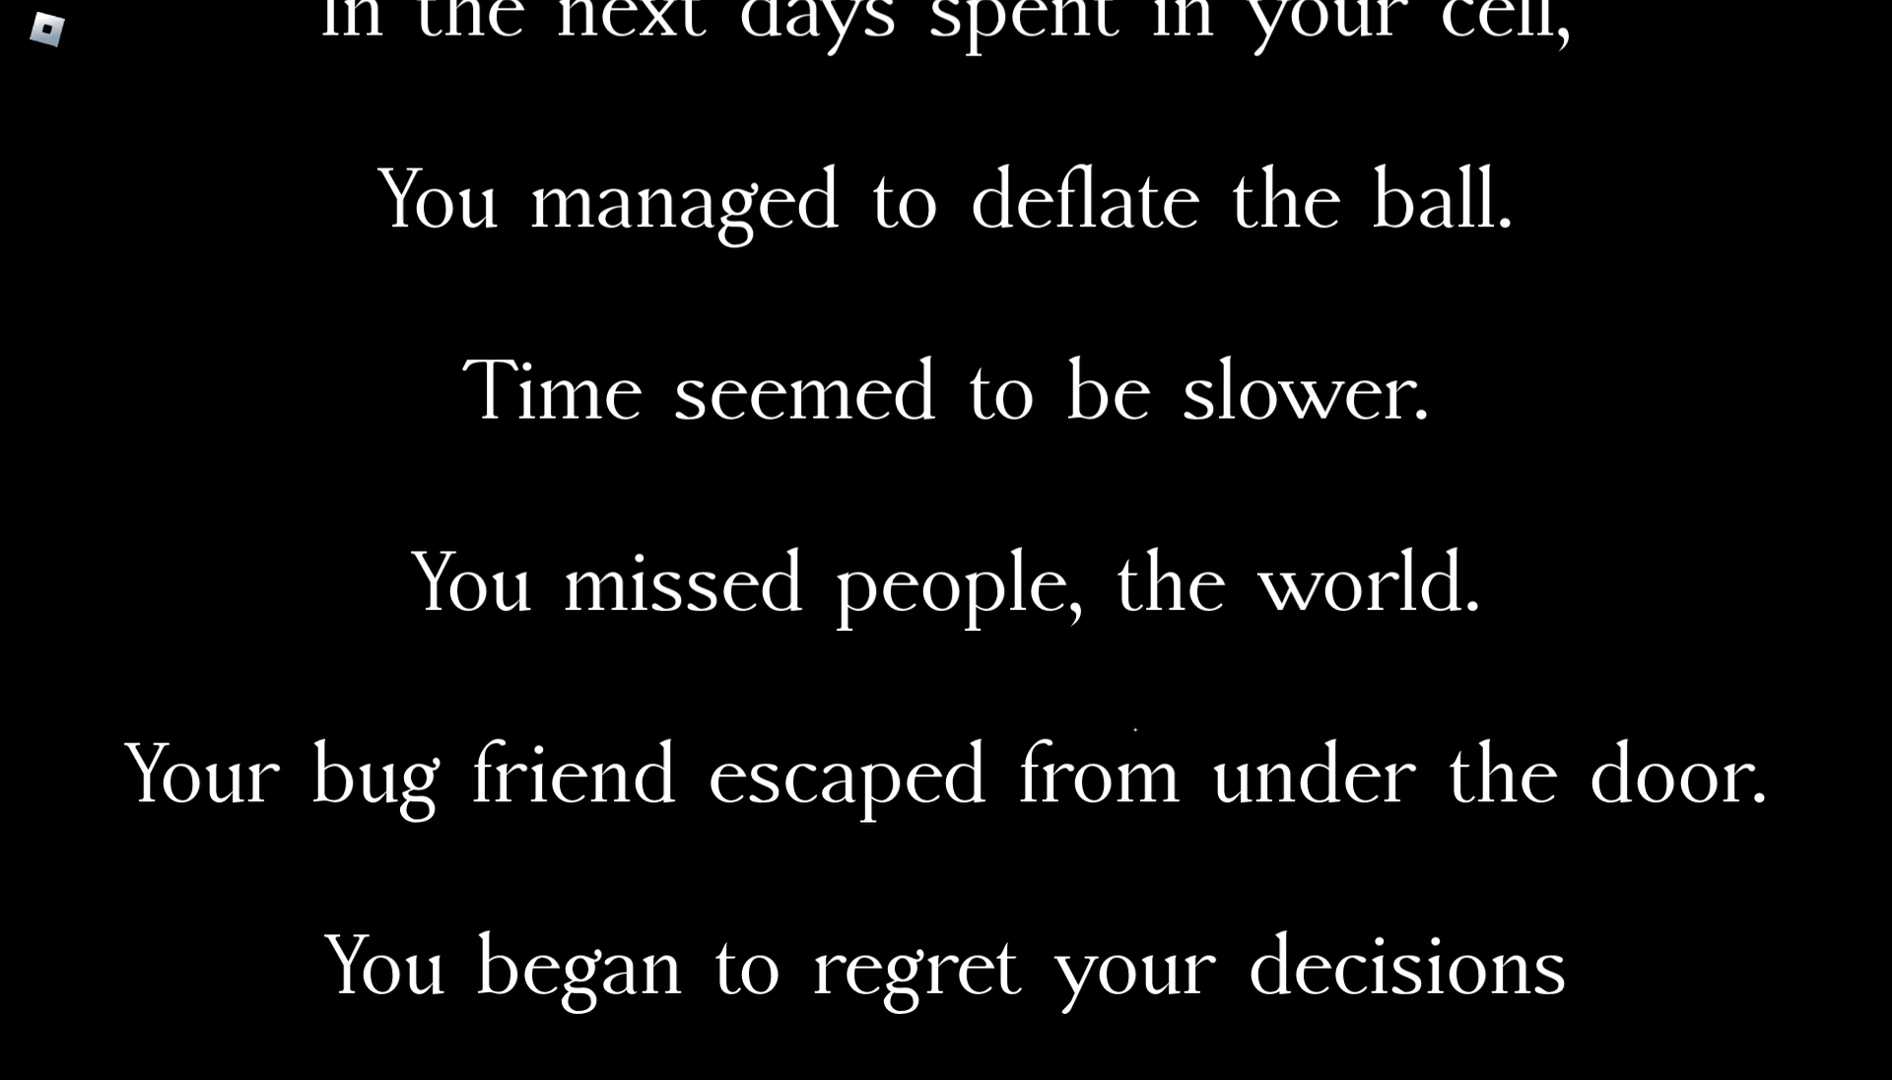 In the next days spent in your cell,
You managed to deflate the ball.
Time seemed to be slower.
You missed people, the world.
Your bug friend escaped from under the door.
You began to regret your decisions